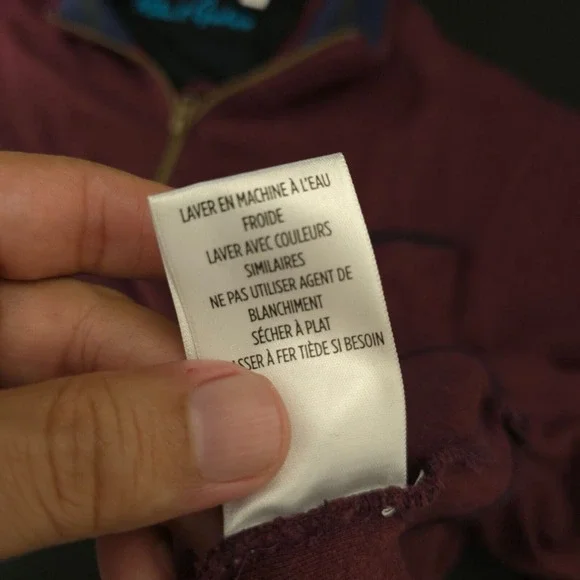 LAVER EN MACHINE À L'EAU
FROIDE
LAVER AVEC COULEURS
SIMILAIRES
NE PAS UTILISER AGENT DE
BLANCHIMENT
SÉCHER À PLAT
ASSER À FER TIÈDE SI BESOIN